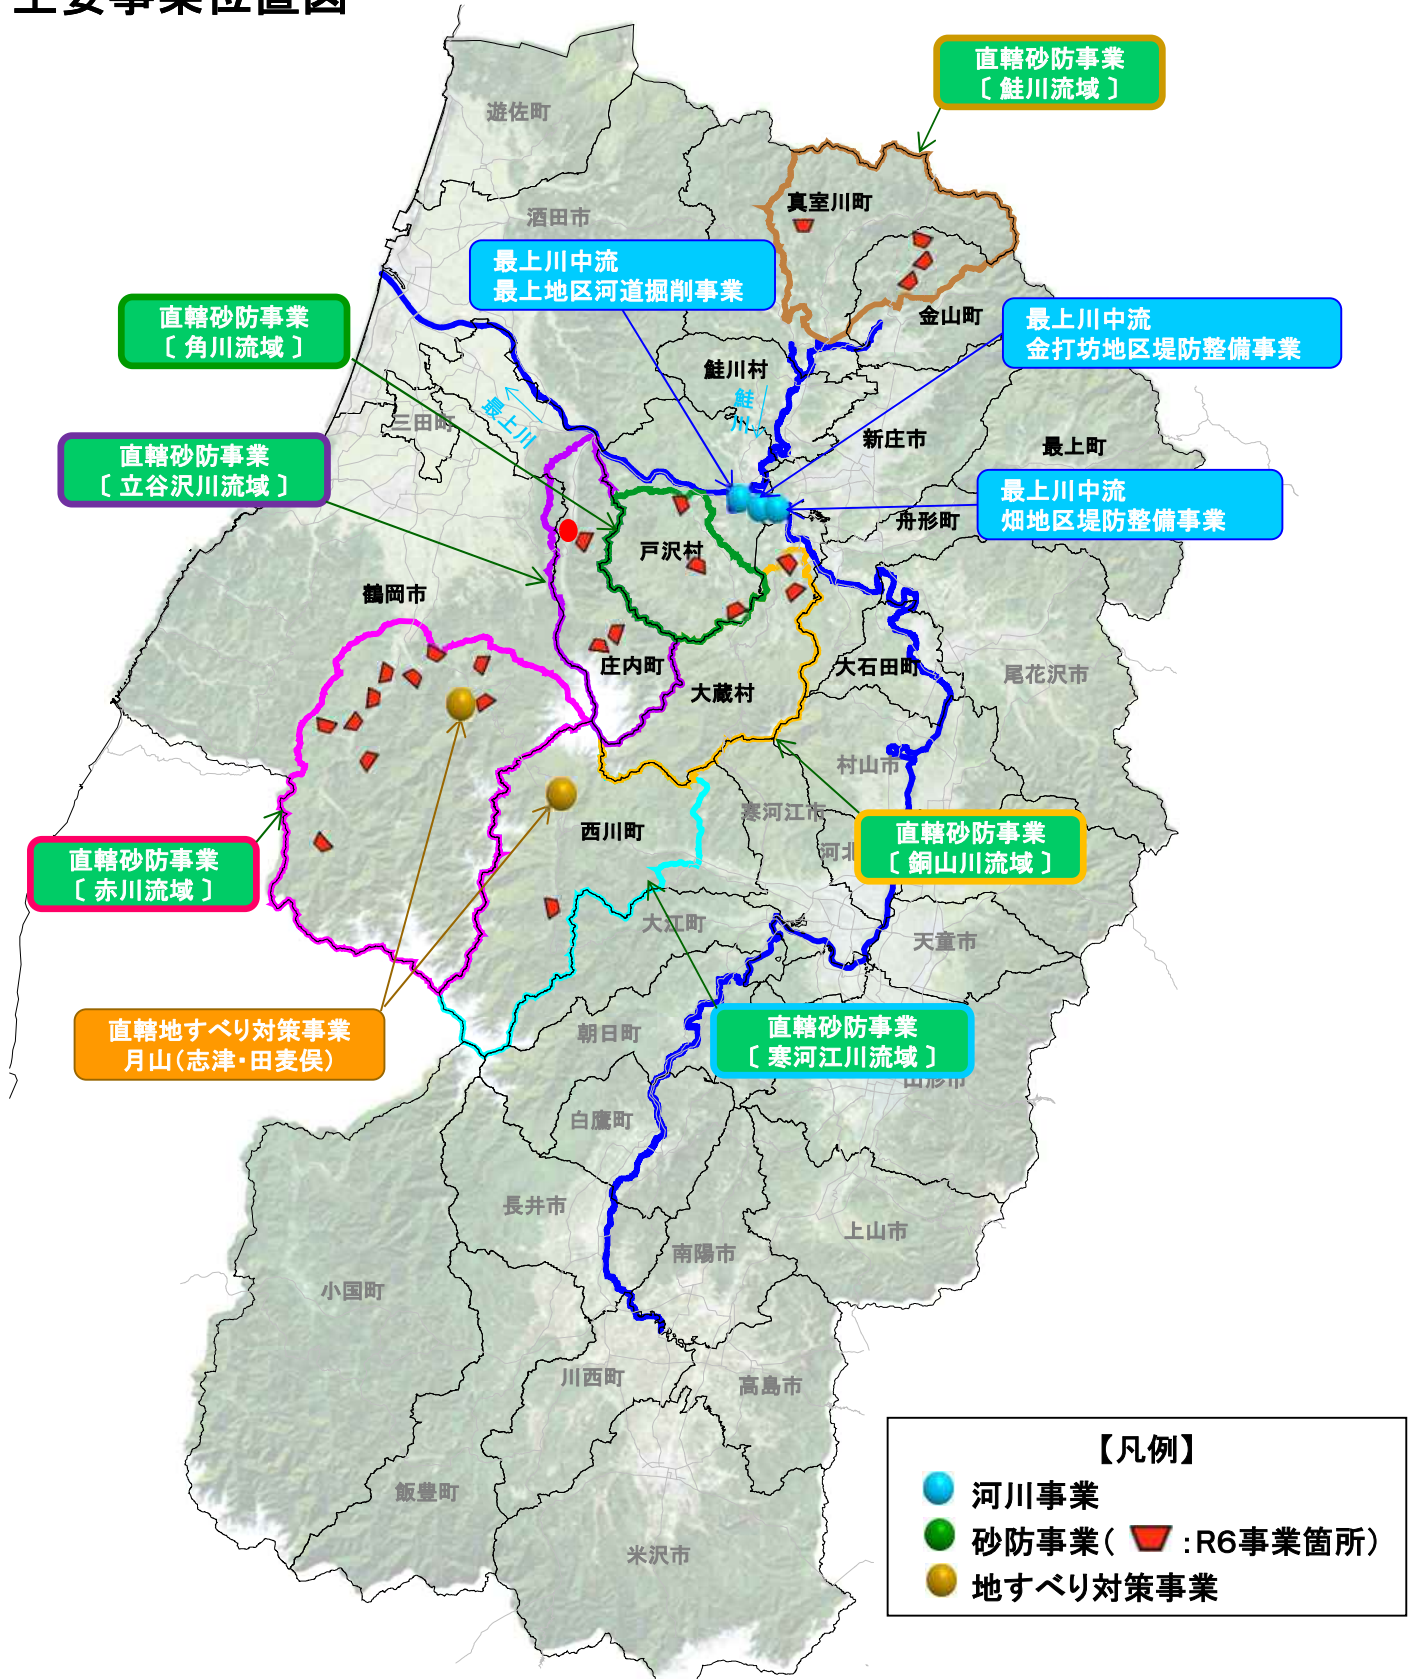 主要事業位置図
直轄砂防事業
〔 鮭川流域 〕
遊佐町
真室川町
酒田市
最上川中流
最上地区河道掘削事業
直轄砂防事業
〔 角川流域 〕
金山町
最上川中流
金打坊地区堤防整備事業
鮭川村
鮭川
最上川
三田町
新庄市
最上町
直轄砂防事業
〔 立谷沢川流域 〕
最上川中流
畑地区堤防整備事業
舟形町
戸沢村
鶴岡市
庄内町
大蔵村
大石田町
尾花沢市
村山市
寒河江市
西川町
直轄砂防事業
〔 銅山川流域 〕
河北
直轄砂防事業
〔 赤川流域 〕
大江町
天童市
直轄地すべり対策事業
月山(志津・田麦俣)
朝日町
直轄砂防事業
〔 寒河江川流域 〕
山形市
白鷹町
長井市
上山市
南陽市
小国町
川西町
高島市
飯豊町
米沢市
【凡例】
河川事業
砂防事業( :R6事業箇所)
地すべり対策事業